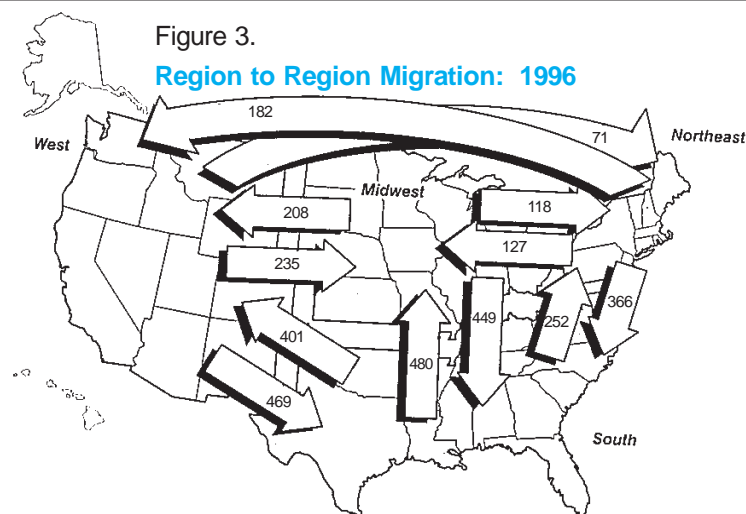 Figure 3.
Region to Region Migration: 1996
182
71
West
Northeast
Midwest
208
118
127
235
366
449
252
401
480
469
South